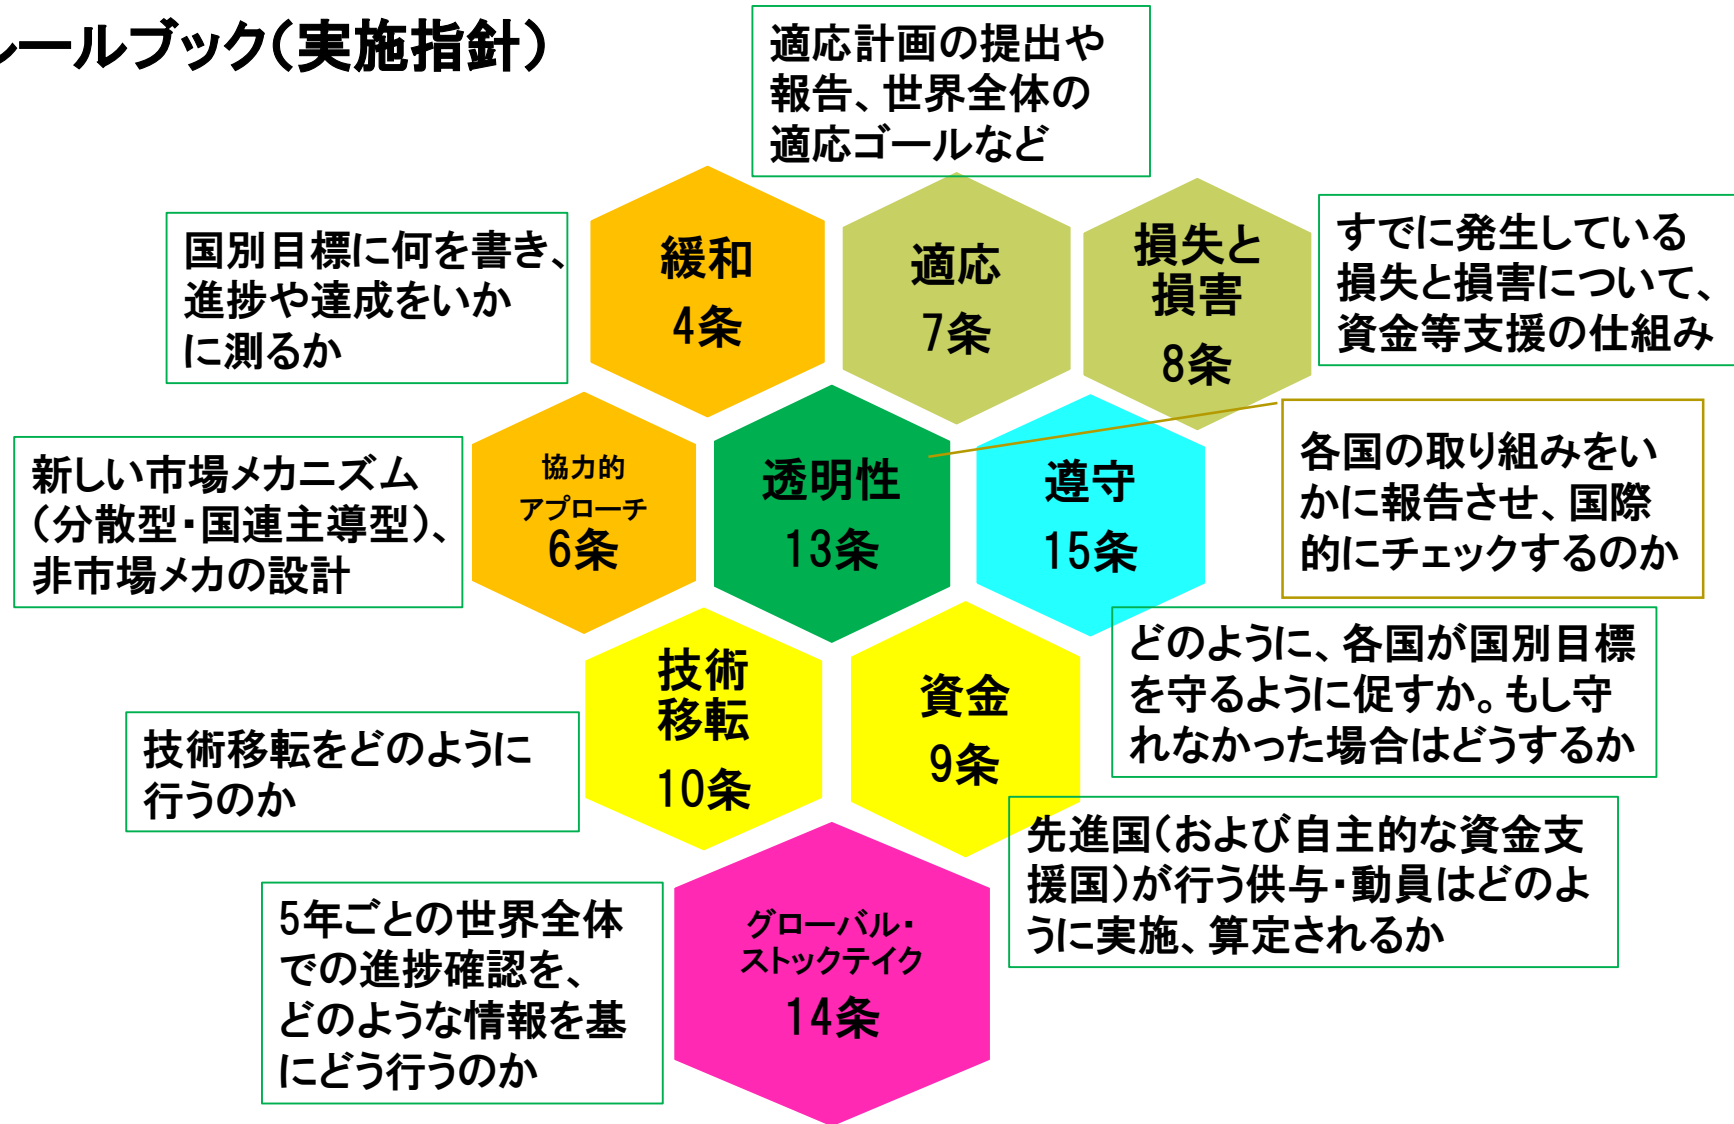 ルールブック（実施指針）
適応計画の提出や
報告、世界全体の
適応ゴールなど
国別目標に何を書き、
進捗や達成をいか
に測るか
緩和
4条
適応
7条
損失と
損害
8条
すでに発生している
損失と損害について、
資金等支援の仕組み
新しい市場メカニズム
（分散型・国連主導型）、
非市場メカの設計
協力的
アプローチ
6条
透明性
13条
遵守
15条
各国の取り組みをい
かに報告させ、国際
的にチェックするのか
どのように、各国が国別目標
を守るように促すか。もし守
れなかった場合はどうするか
技術移転をどのように
行うのか
技術
移転
10条
資金
9条
先進国（および自主的な資金支
援国）が行う供与・動員はどのよ
うに実施、算定されるか
5年ごとの世界全体
での進捗確認を、
どのような情報を基
にどう行うのか
グローバル・
ストックテイク
14条